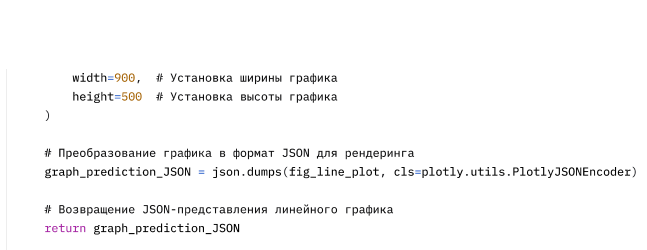 width=900,  # Установка ширины графика
height=500  # Установка высоты графика
)
# Преобразование графика в формат JSON для рендеринга
graph_prediction_JSON = json.dumps(fig_line_plot, cls=plotly.utils.PlotlyJSONEncoder)
# Возвращение JSON-представления линейного графика
return graph_prediction_JSON